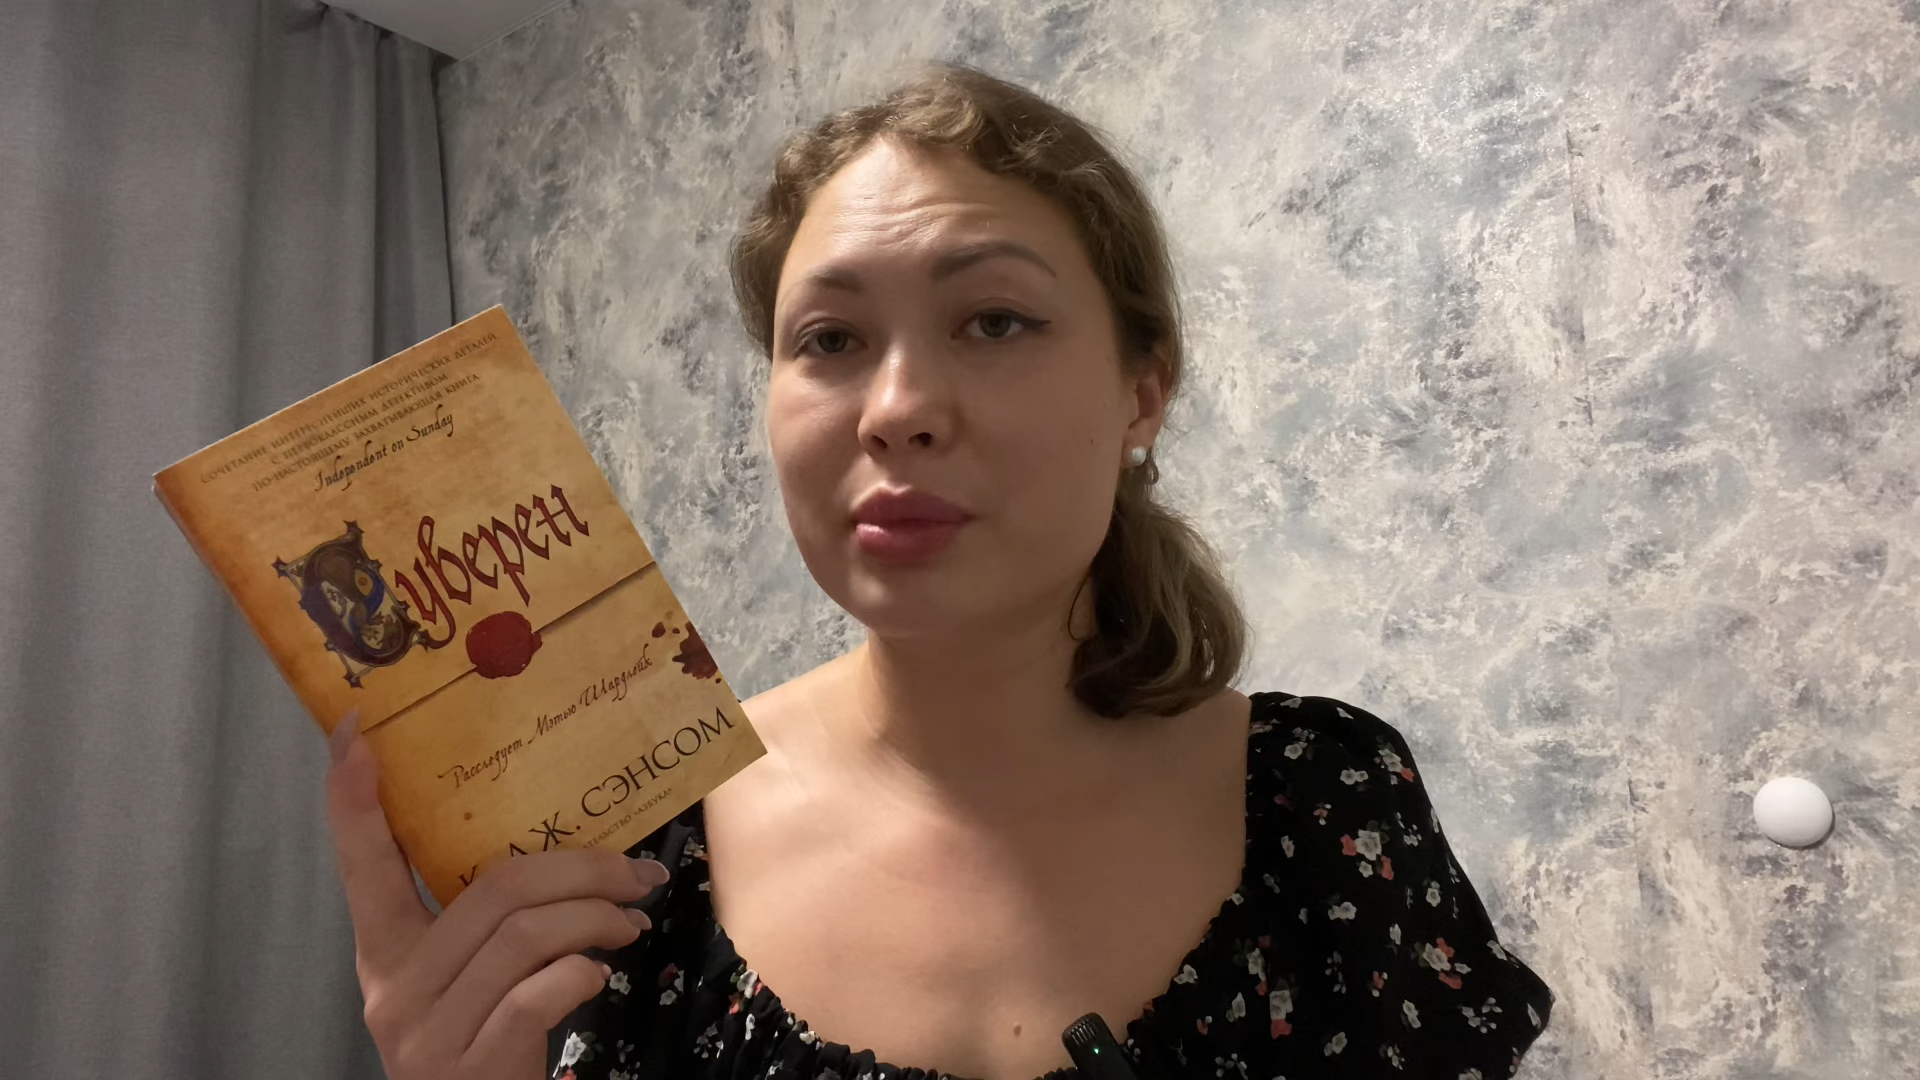 СОЧЕТАНИЕ ИНТЕРЕСНЕЙШИХ ИСТОРИЧЕСКИХ ДЕТАЛЕЙ
С ПЕРВОКЛАССНЫМ ДЕТЕКТИВОМ
ПО-НАСТОЯЩЕМУ ЗАХВАТЫВАЮЩАЯ КНИГА
Independent on Sunday
Суверен
Расследует Мэтью Шардлейк
К. ДЖ. СЭНСОМ
«АЗБУКА»